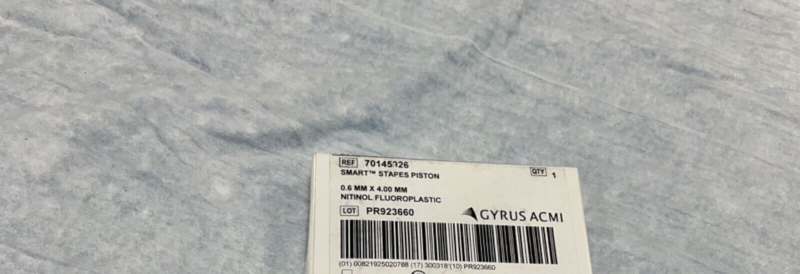 REF 70145926 QTY 1
SMART™ STAPES PISTON
0.6 MM X 4.00 MM
NITINOL FLUOROPLASTIC
LOT PR923660 GYRUS ACMI
(01) 00821925020788 (17) 300318 (10) PR923660